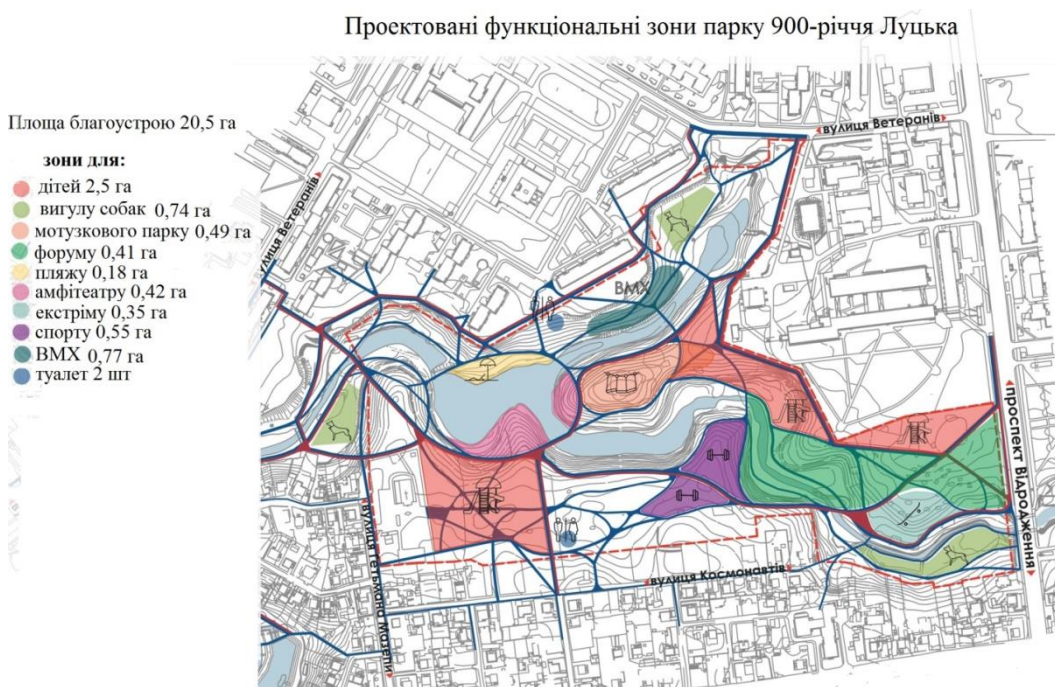 Проектовані функціональні зони парку 900-річчя Луцька
Площа благоустрою 20,5 га
зони для:
дітей 2,5 га
вигулу собак 0,74 га
мотузкового парку 0,49 га
форуму 0,41 га
пляжу 0,18 га
амфітеатру 0,42 га
екстріму 0,35 га
спорту 0,55 га
ВМХ 0,77 га
туалет 2 шт
вулиця Ветеранів
вулиця Ветеранів
ВМХ
проспект Відродження
вулиця Гетьмана Мазепи
вулиця Космонавтів